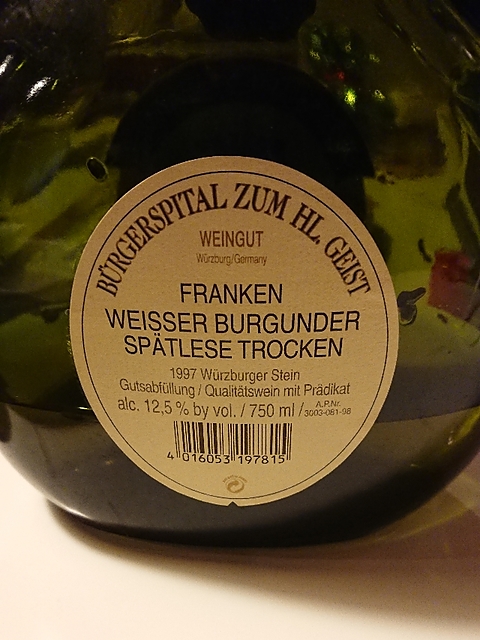 BÜRGERSPITAL ZUM HL. GEIST
WEINGUT
Würzburg/Germany
FRANKEN
WEISSER BURGUNDER
SPÄTLESE TROCKEN
1997 Würzburger Stein
Gutsabfüllung / Qualitätswein mit Prädikat
alc. 12,5 % by vol. / 750 ml / A.P.Nr. 3003-081-98
4 016053 197815